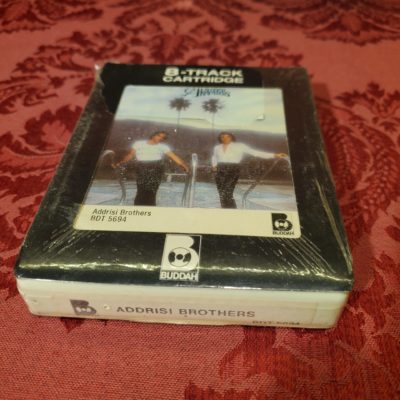 8-TRACK
CARTRIDGE
Addrisi Brothers
BDT 5694
BUDDAH
BUDDAH
ADDRISI BROTHERS